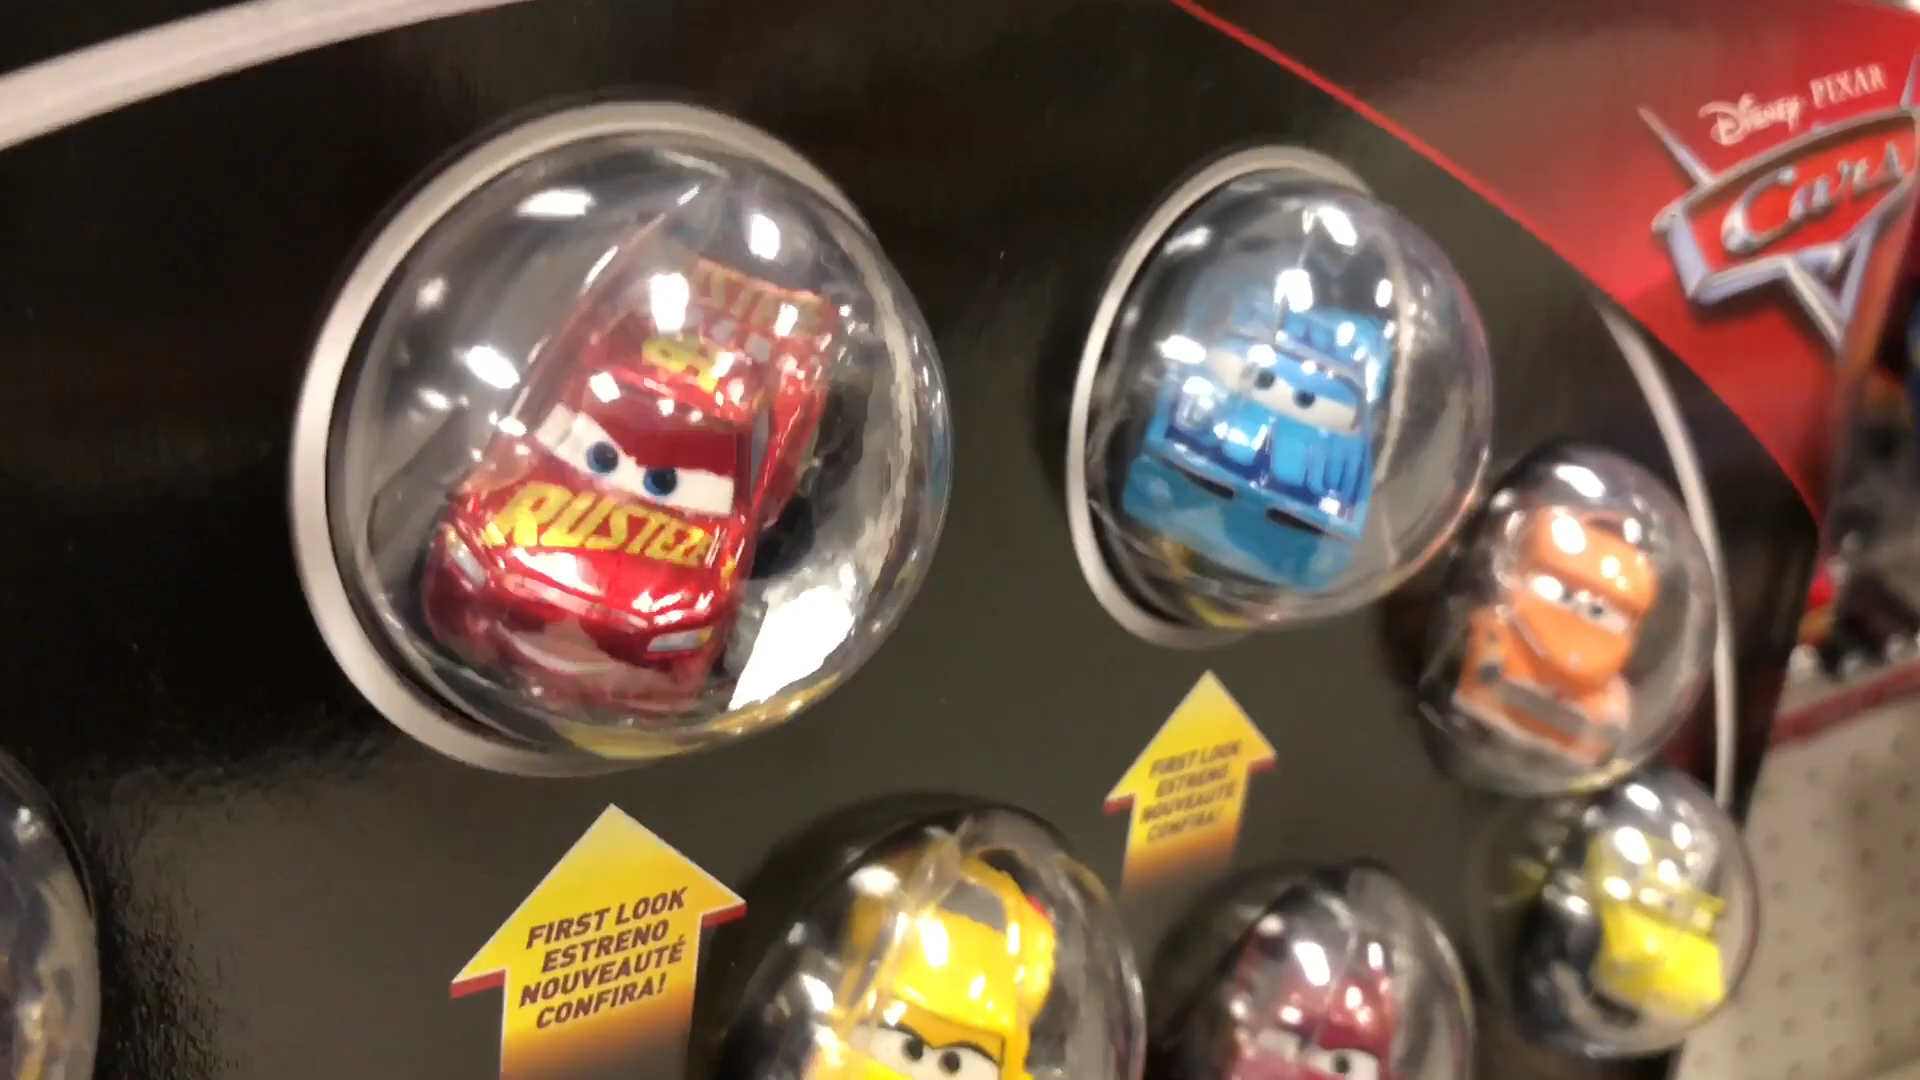 DISNEY·PIXAR
Cars
RUSTEZE
FIRST LOOK
ESTRENO
NOUVEAUTÉ
CONFIRA!
FIRST LOOK
ESTRENO
NOUVEAUTÉ
CONFIRA!